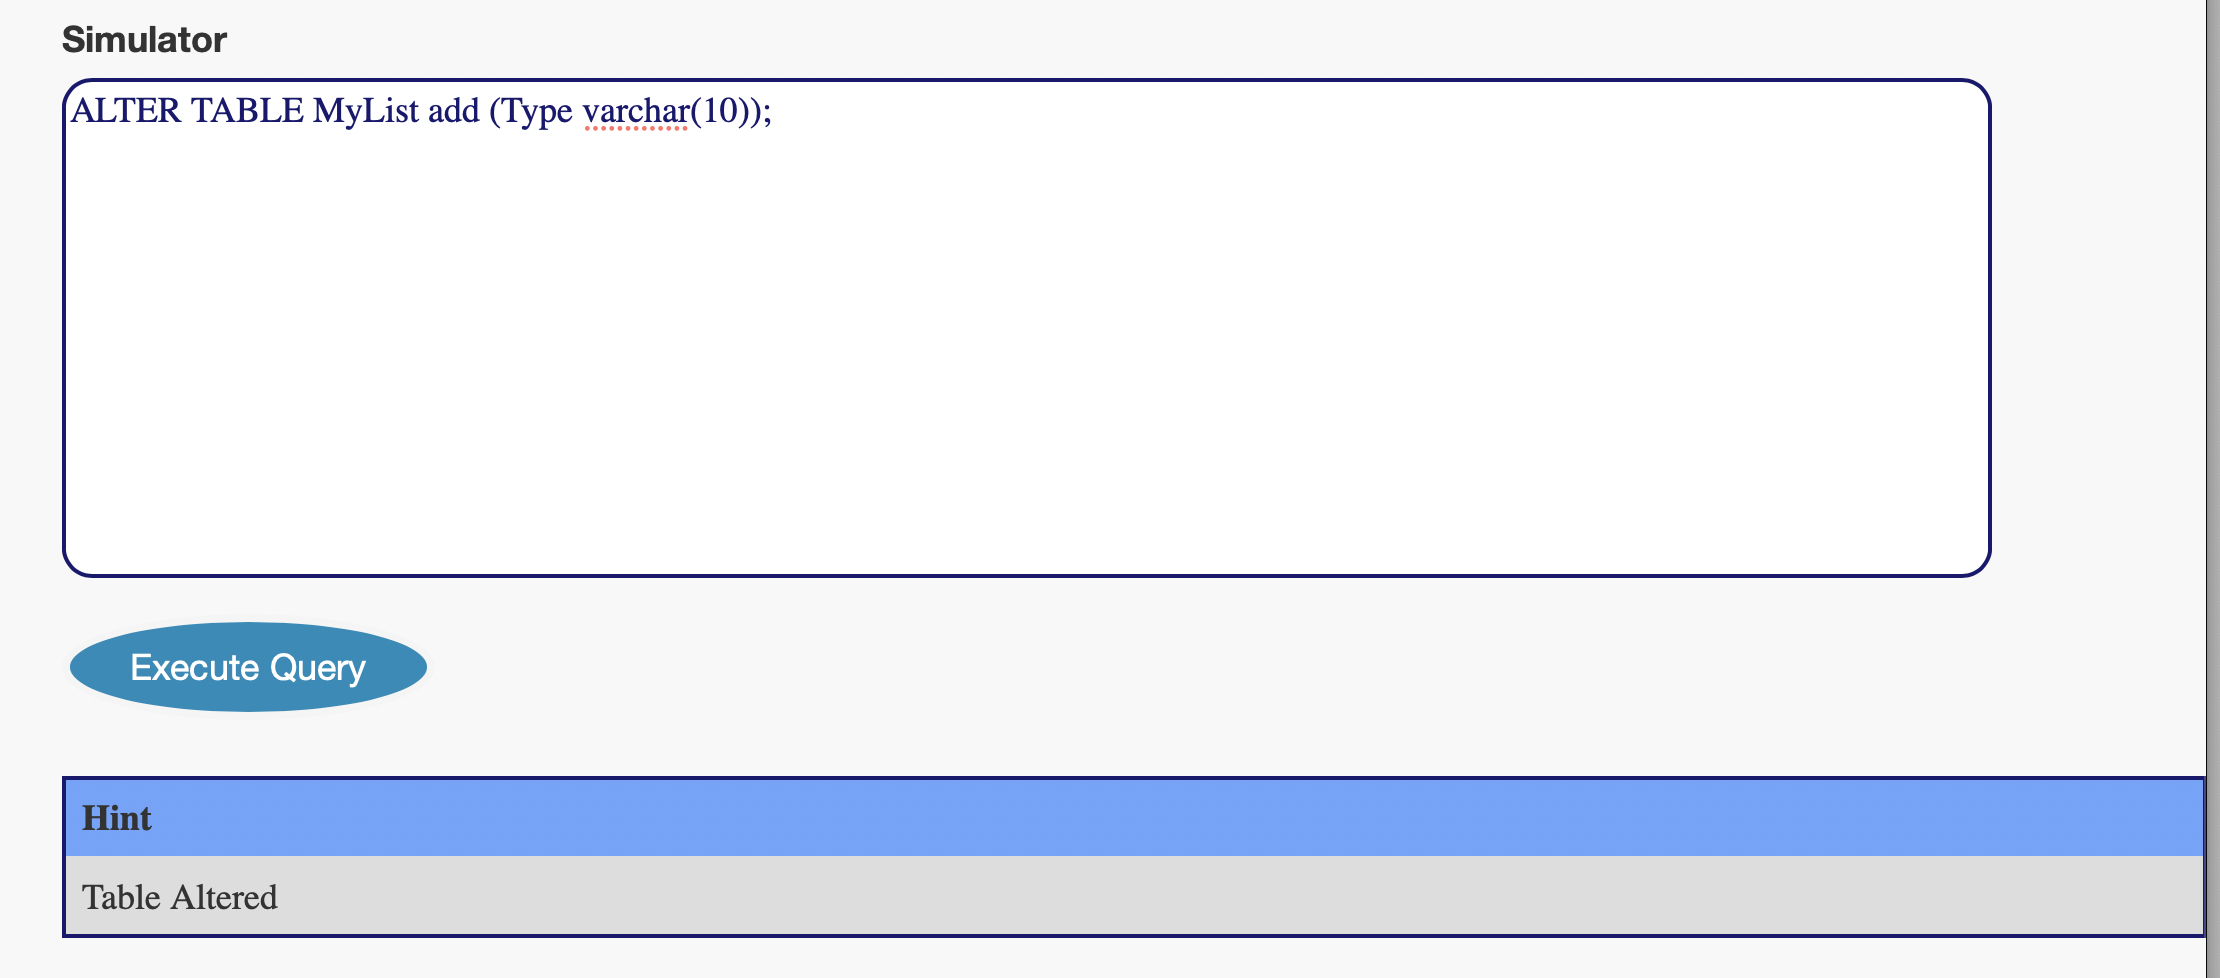 Simulator
ALTER TABLE MyList add (Type varchar(10));
Execute Query
Hint
Table Altered